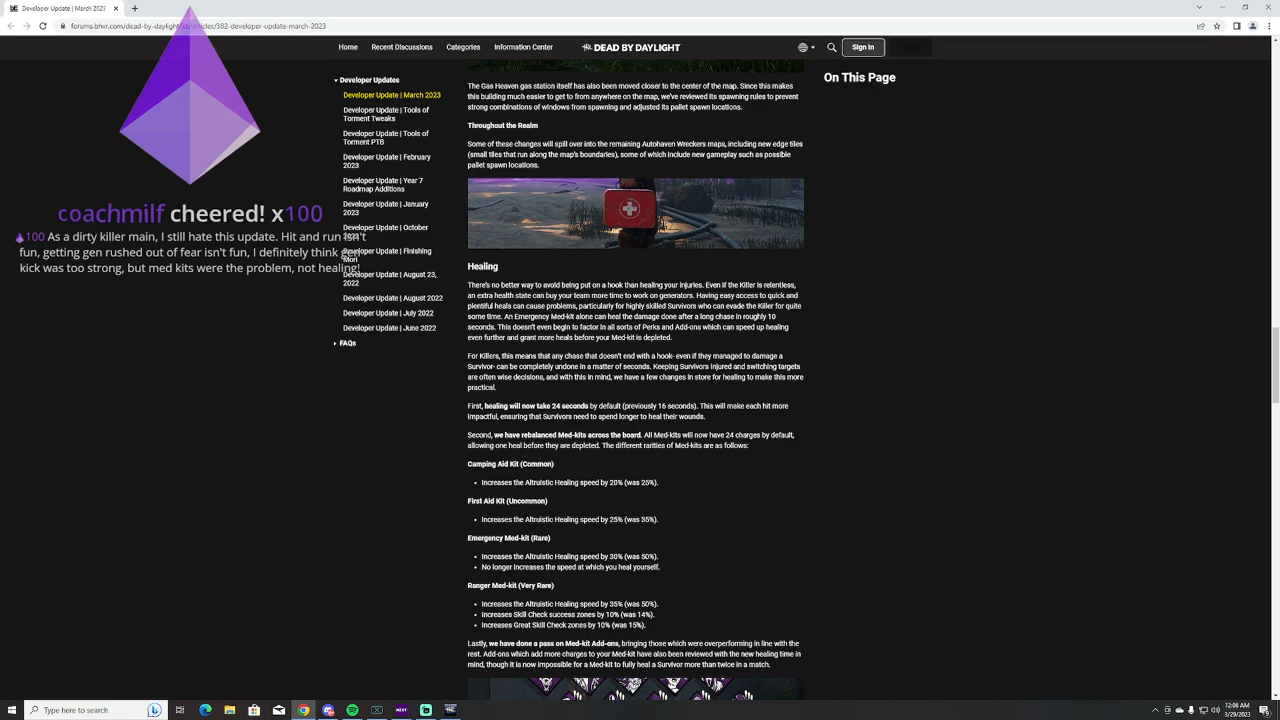 Developer Update | March 2023
forums.bhvr.com/dead-by-daylight/kb/articles/382-developer-update-march-2023
Home
Recent Discussions
Categories
Information Center
DEAD BY DAYLIGHT
Sign In
Developer Updates
Developer Update | March 2023
Developer Update | Tools of
Torment Tweaks
Developer Update | Tools of
Torment PTB
Developer Update | February
2023
Developer Update | Year 7
Roadmap Additions
Developer Update | January
2023
Developer Update | October
Developer Update | Finishing
Mori
Developer Update | August 23,
2022
Developer Update | August 2022
Developer Update | July 2022
Developer Update | June 2022
FAQs
coachmilf cheered! x100
100 As a dirty killer main, I still hate this update. Hit and run isn't
fun, getting gen rushed out of fear isn't fun, I definitely think gen
kick was too strong, but med kits were the problem, not healing!
The Gas Heaven gas station itself has also been moved closer to the center of the map. Since this makes
this building much easier to get to from anywhere on the map, we've reviewed its spawning rules to prevent
strong combinations of windows from spawning and adjusted its pallet spawn locations.
Throughout the Realm
Some of these changes will spill over into the remaining Autohaven Wreckers maps, including new edge tiles
(small tiles that run along the map's boundaries), some of which include new gameplay such as possible
pallet spawn locations.
Healing
There's no better way to avoid being put on a hook than healing your injuries. Even if the Killer is relentless,
an extra health state can buy your team more time to work on generators. Having easy access to quick and
plentiful heals can cause problems, particularly for highly skilled Survivors who can evade the Killer for quite
some time. An Emergency Med-kit alone can heal the damage done after a long chase in roughly 10
seconds. This doesn't even begin to factor in all sorts of Perks and Add-ons which can speed up healing
even further and grant more heals before your Med-kit is depleted.
For Killers, this means that any chase that doesn't end with a hook- even if they managed to damage a
Survivor- can be completely undone in a matter of seconds. Keeping Survivors injured and switching targets
are often wise decisions, and with this in mind, we have a few changes in store for healing to make this more
practical.
First, healing will now take 24 seconds by default (previously 16 seconds). This will make each hit more
impactful, ensuring that Survivors need to spend longer to heal their wounds.
Second, we have rebalanced Med-kits across the board. All Med-kits will now have 24 charges by default,
allowing one heal before they are depleted. The different rarities of Med-kits are as follows:
Camping Aid Kit (Common)
• Increases the Altruistic Healing speed by 20% (was 25%).
First Aid Kit (Uncommon)
• Increases the Altruistic Healing speed by 25% (was 35%).
Emergency Med-kit (Rare)
• Increases the Altruistic Healing speed by 30% (was 50%).
• No longer increases the speed at which you heal yourself.
Ranger Med-kit (Very Rare)
• Increases the Altruistic Healing speed by 35% (was 50%).
• Increases Skill Check success zones by 10% (was 14%).
• Increases Great Skill Check zones by 10% (was 15%).
Lastly, we have done a pass on Med-kit Add-ons, bringing those which were overperforming in line with the
rest. Add-ons which add more charges to your Med-kit have also been reviewed with the new healing time in
mind, though it is now impossible for a Med-kit to fully heal a Survivor more than twice in a match.
On This Page
Type here to search
NEXT
12:06 AM
3/29/2023